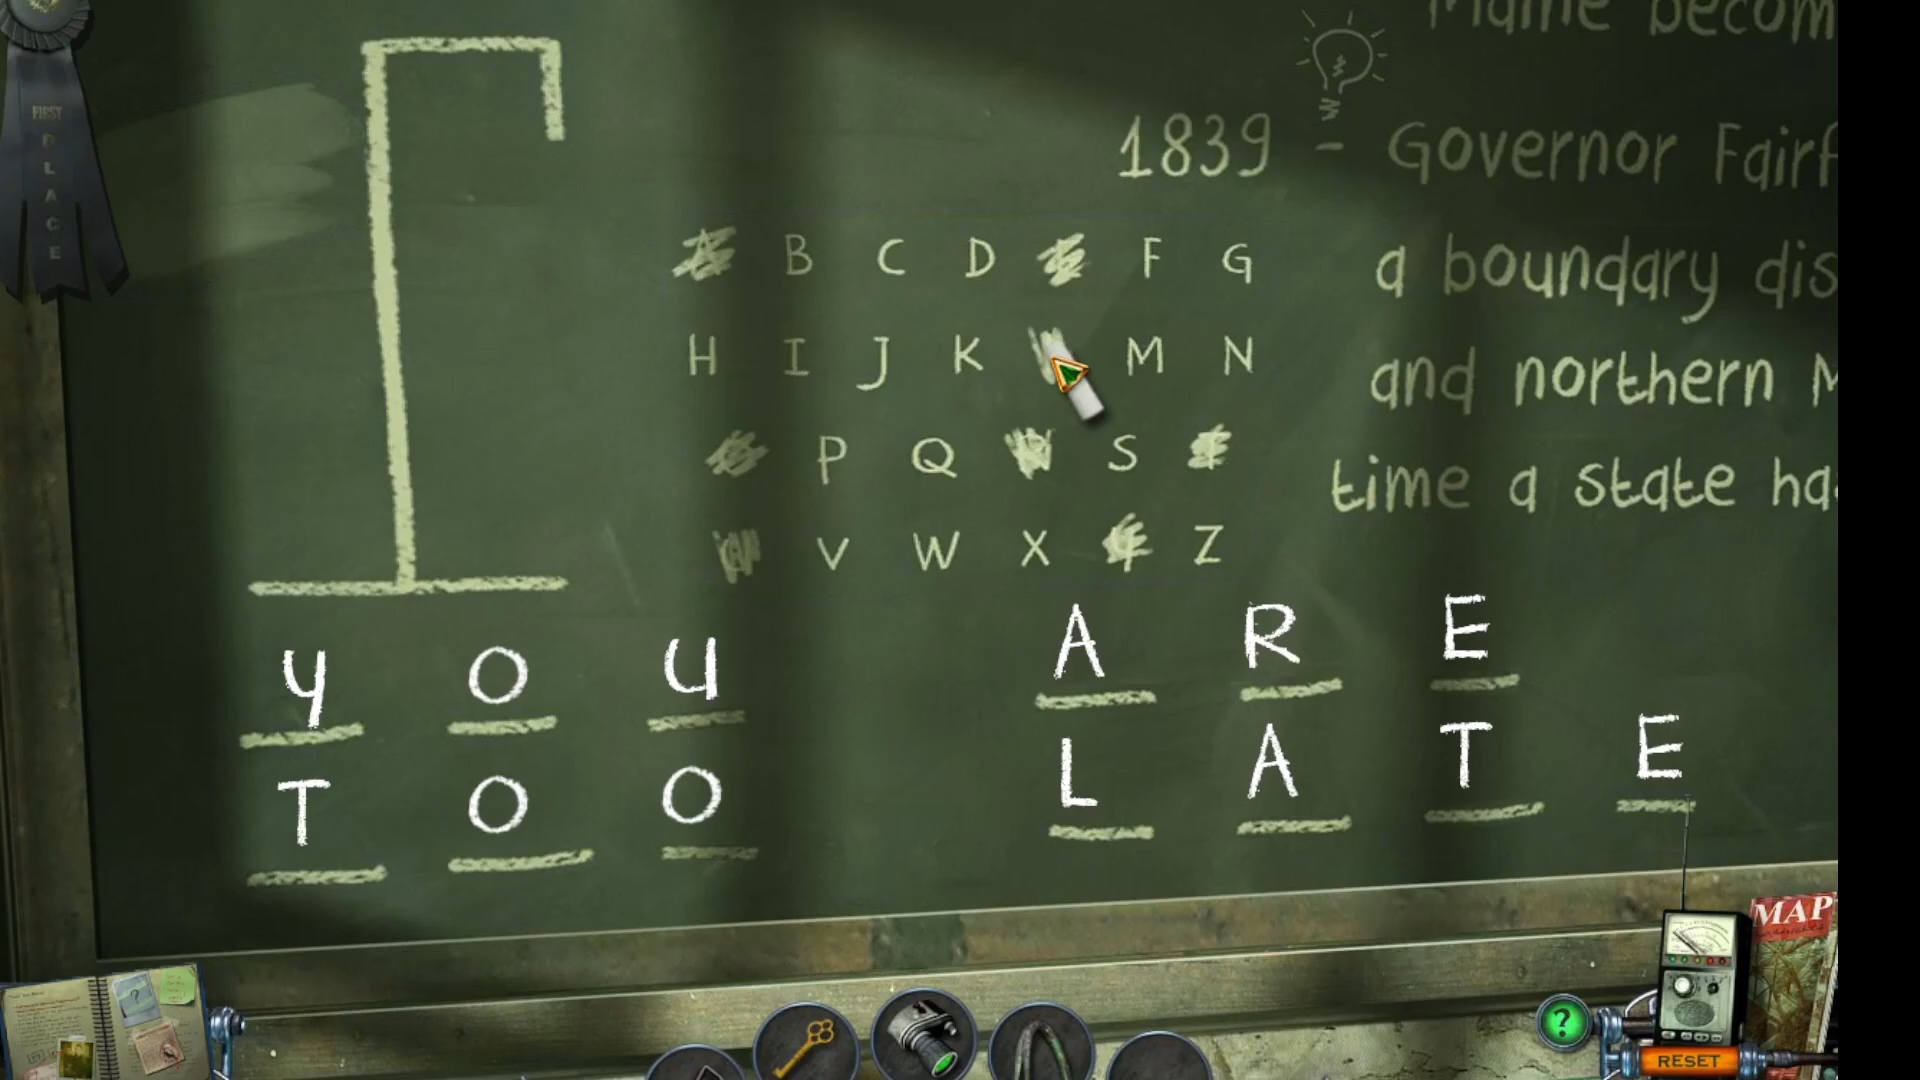 Maine becom
FIRST
PLACE
1839 - Governor Fairf
a boundary dis
and northern M
time a state ha
B C D F G
H I J K M N
P Q S
V W X Z
YOU ARE
TOO LATE
MAP
?
RESET